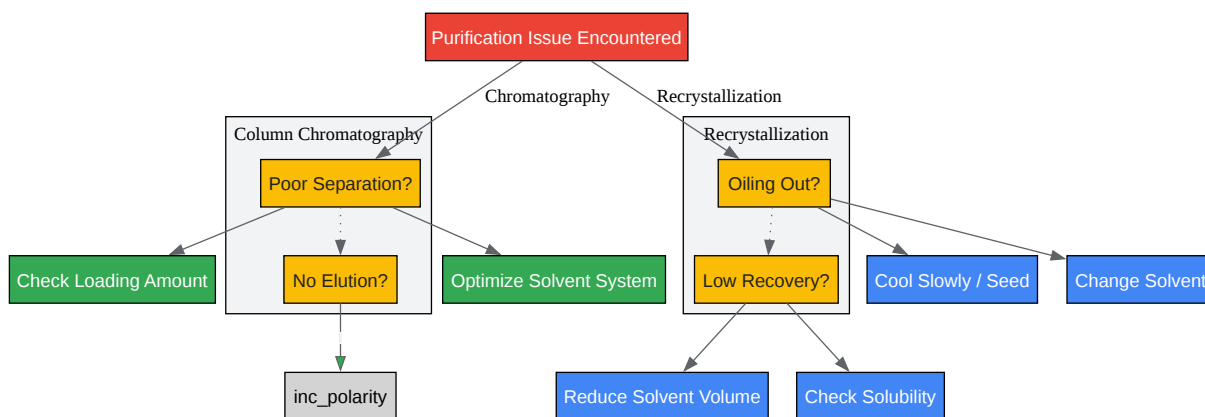 Purification Issue Encountered
Chromatography
Recrystallization
Column Chromatography
Recrystallization
Poor Separation?
Oiling Out?
Check Loading Amount
No Elution?
Optimize Solvent System
Low Recovery?
Cool Slowly / Seed
Change Solvent
inc_polarity
Reduce Solvent Volume
Check Solubility